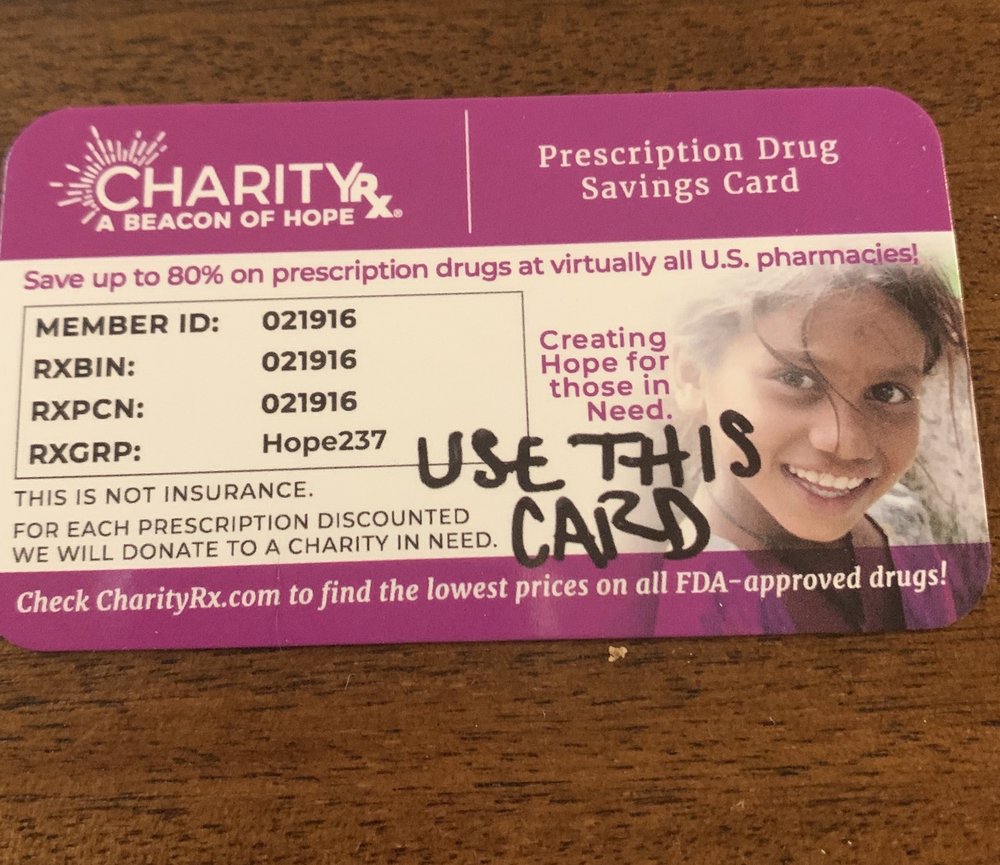 CHARITYRx®
A BEACON OF HOPE
Prescription Drug
Savings Card
Save up to 80% on prescription drugs at virtually all U.S. pharmacies!
MEMBER ID: 021916
RXBIN: 021916
RXPCN: 021916
RXGRP: Hope237
Creating
Hope for
those in
Need.
USE THIS
CARD
THIS IS NOT INSURANCE.
FOR EACH PRESCRIPTION DISCOUNTED
WE WILL DONATE TO A CHARITY IN NEED.
Check CharityRx.com to find the lowest prices on all FDA-approved drugs!